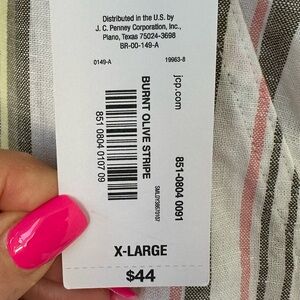 Distributed in the U.S. by
J. C. Penney Corporation, Inc.,
Plano, Texas 75024-3698
BR-00-149-A
0149-A 19963-8
jcp.com
851-0804 0091
BURNT OLIVE STRIPE
851 0804 0107 09
X-LARGE
$44